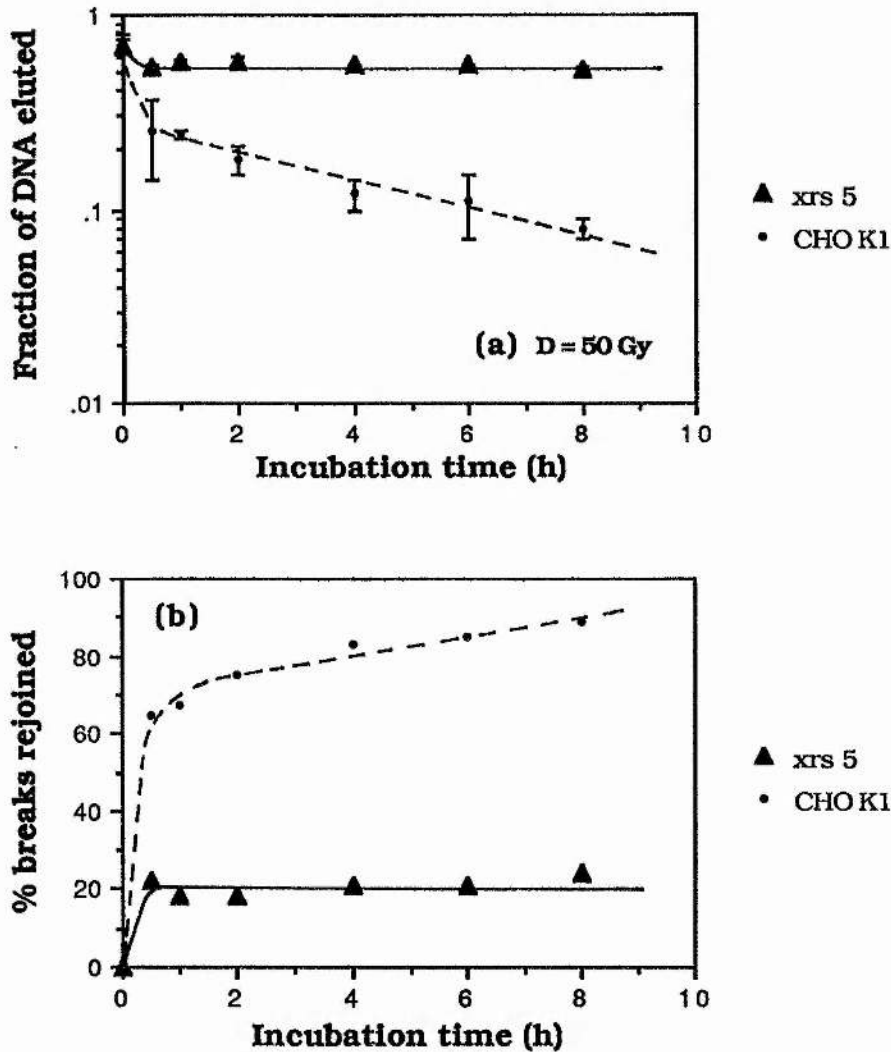 Fraction of DNA eluted
1
.1
.01
(a) D = 50 Gy
0 2 4 6 8 10
Incubation time (h)
xrs 5
CHO K1
% breaks rejoined
100
80
60
40
20
0
(b)
0 2 4 6 8 10
Incubation time (h)
xrs 5
CHO K1